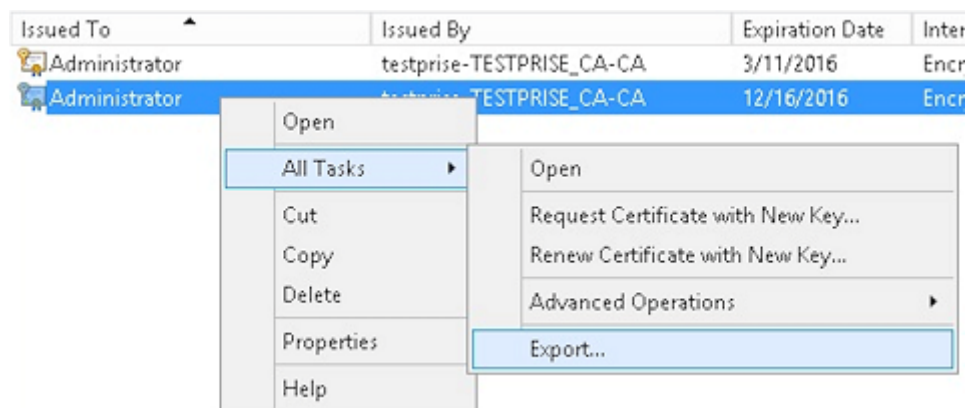 Issued To Issued By Expiration Date Inter
Administrator testprise-TESTPRISE_CA-CA 3/11/2016 Encr
Administrator testprise-TESTPRISE_CA-CA 12/16/2016 Encr
Open
All Tasks
Cut
Copy
Delete
Properties
Help
Open
Request Certificate with New Key...
Renew Certificate with New Key...
Advanced Operations
Export...